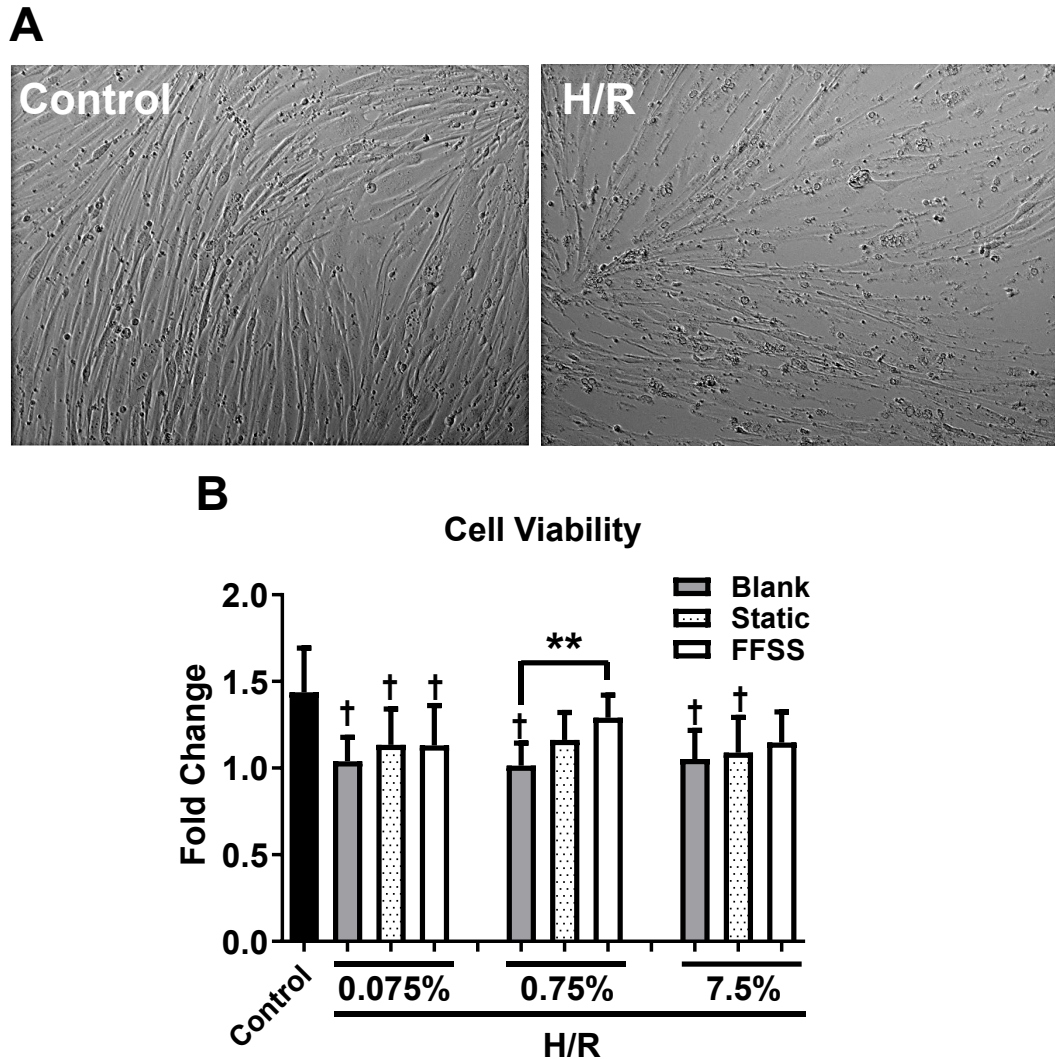 A
Control
H/R
B
Cell Viability
Blank
Static
FFSS
Fold Change
2.0
1.5
1.0
0.5
0.0
**
† † † † † †
Control
0.075% 0.75% 7.5%
H/R